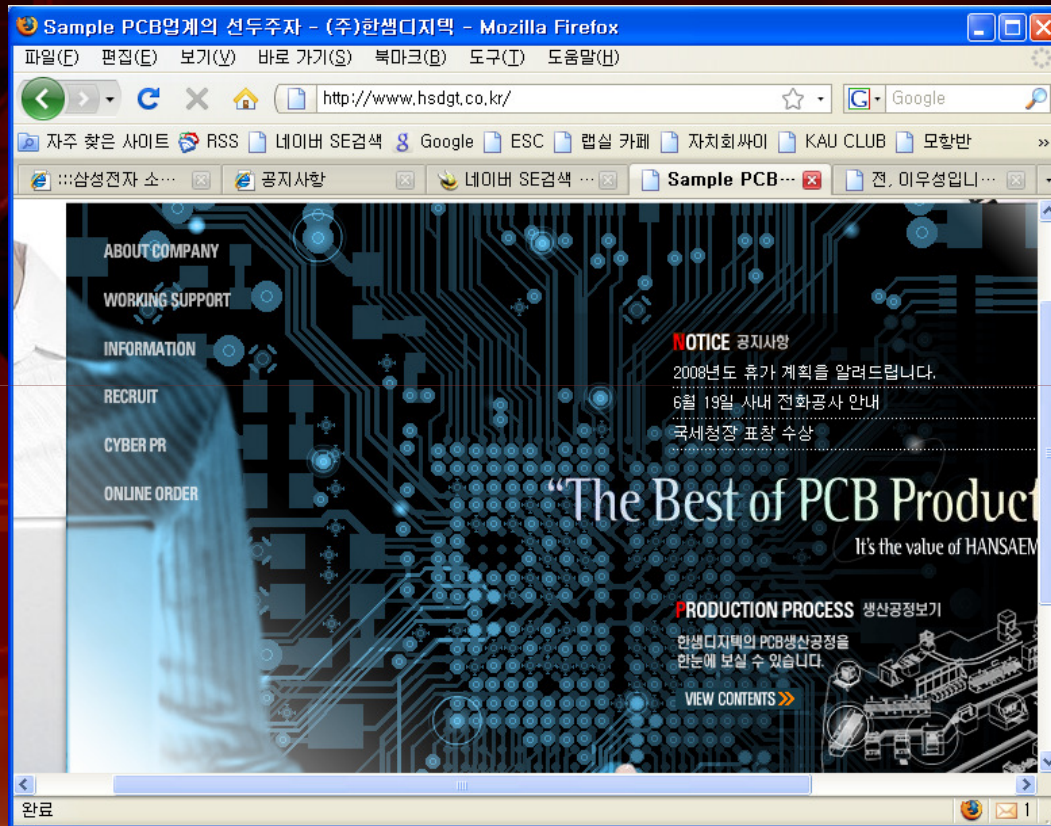 Sample PCB업계의 선두주자 - (주)한샘디지텍 - Mozilla Firefox
파일(F) 편집(E) 보기(V) 바로 가기(S) 북마크(B) 도구(T) 도움말(H)
http://www.hsdgt.co.kr/ G Google
자주 찾은 사이트 RSS 네이버 SE검색 Google ESC 랩실 카페 자치회싸이 KAU CLUB 모항반 »
:::삼성전자 소… 공지사항 네이버 SE검색 … Sample PCB… 전, 이우성입니…
ABOUT COMPANY
WORKING SUPPORT
INFORMATION
RECRUIT
CYBER PR
ONLINE ORDER
NOTICE 공지사항
2008년도 휴가 계획을 알려드립니다.
6월 19일 사내 전화공사 안내
국세청장 표창 수상
“The Best of PCB Product
It's the value of HANSAEM
PRODUCTION PROCESS 생산공정보기
한샘디지텍의 PCB생산공정을
한눈에 보실 수 있습니다.
VIEW CONTENTS
완료 1